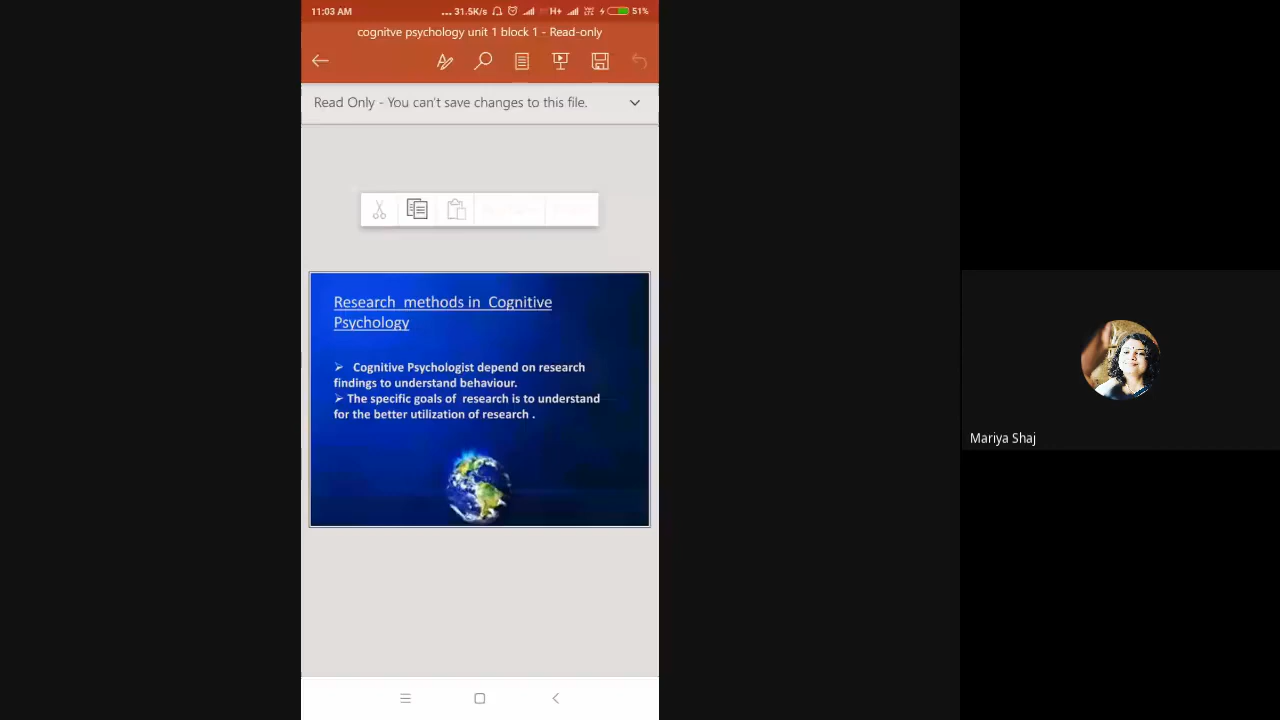 11:03 AM
... 31.5K/s
H+
51%
cognitve psychology unit 1 block 1 - Read-only
Read Only - You can't save changes to this file.
Research methods in Cognitive
Psychology
➢ Cognitive Psychologist depend on research
findings to understand behaviour.
➢ The specific goals of research is to understand
for the better utilization of research .
Mariya Shaj